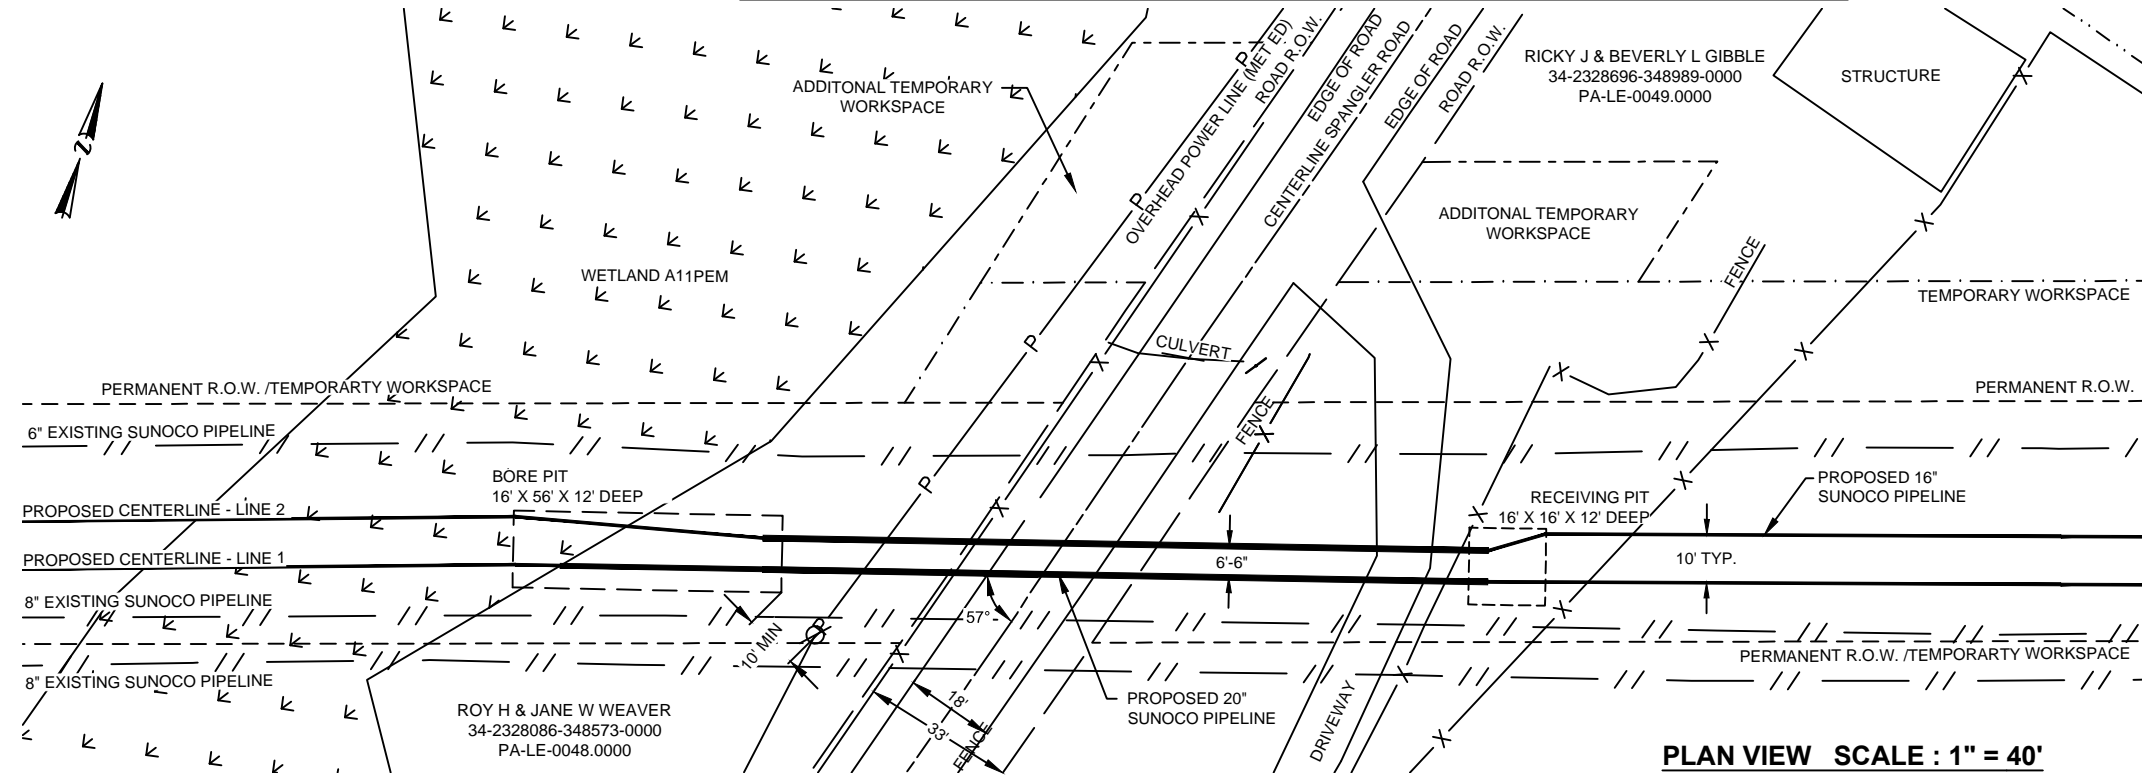 OVERHEAD POWER LINE (MET ED)
ROAD R.O.W.
EDGE OF ROAD
CENTERLINE SPANGLER ROAD
EDGE OF ROAD
ROAD R.O.W.
RICKY J & BEVERLY L GIBBLE
34-2328696-348989-0000
PA-LE-0049.0000
STRUCTURE
ADDITONAL TEMPORARY
WORKSPACE
N
P
P
X
X
X
ADDITONAL TEMPORARY
WORKSPACE
WETLAND A11PEM
FENCE
TEMPORARY WORKSPACE
P
CULVERT
X
X
X
X
PERMANENT R.O.W. /TEMPORARTY WORKSPACE
PERMANENT R.O.W.
6" EXISTING SUNOCO PIPELINE
FENCE
X
BORE PIT
16' X 56' X 12' DEEP
P
X
X
X
RECEIVING PIT
16' X 16' X 12' DEEP
PROPOSED 16"
SUNOCO PIPELINE
PROPOSED CENTERLINE - LINE 2
PROPOSED CENTERLINE - LINE 1
6'-6"
10' TYP.
8" EXISTING SUNOCO PIPELINE
57°
X
P
10' MIN
X
X
PERMANENT R.O.W. /TEMPORARTY WORKSPACE
8" EXISTING SUNOCO PIPELINE
ROY H & JANE W WEAVER
34-2328086-348573-0000
PA-LE-0048.0000
18'
33'
FENCE
PROPOSED 20"
SUNOCO PIPELINE
DRIVEWAY
X
PLAN VIEW SCALE : 1" = 40'